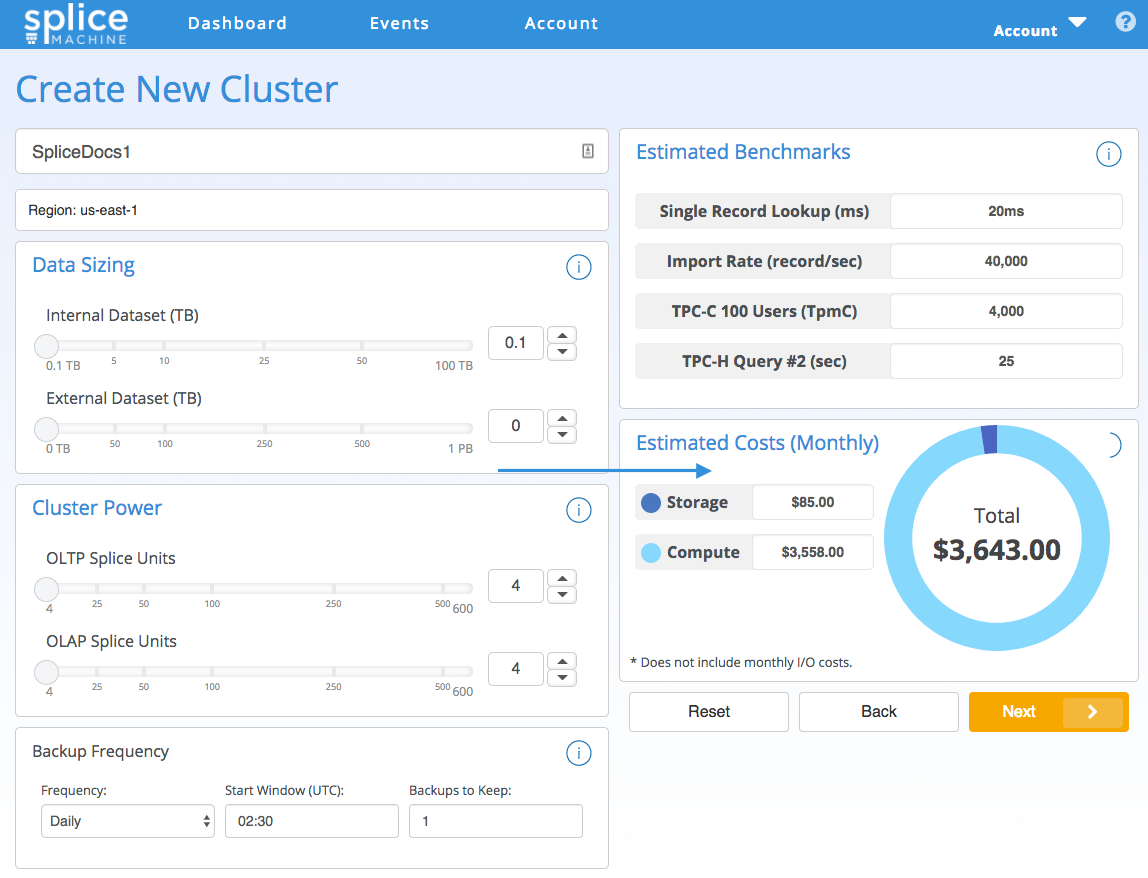 splice MACHINE
Dashboard
Events
Account
Account
?
Create New Cluster
SpliceDocs1
Region: us-east-1
Data Sizing
i
Internal Dataset (TB)
0.1
0.1 TB 5 10 25 50 100 TB
External Dataset (TB)
0
0 TB 50 100 250 500 1 PB
Cluster Power
i
OLTP Splice Units
4
4 25 50 100 250 500 600
OLAP Splice Units
4
4 25 50 100 250 500 600
Backup Frequency
i
Frequency: Start Window (UTC): Backups to Keep:
Daily 02:30 1
Estimated Benchmarks
i
Single Record Lookup (ms) 20ms
Import Rate (record/sec) 40,000
TPC-C 100 Users (TpmC) 4,000
TPC-H Query #2 (sec) 25
Estimated Costs (Monthly)
Storage $85.00
Compute $3,558.00
Total
$3,643.00
* Does not include monthly I/O costs.
Reset Back Next